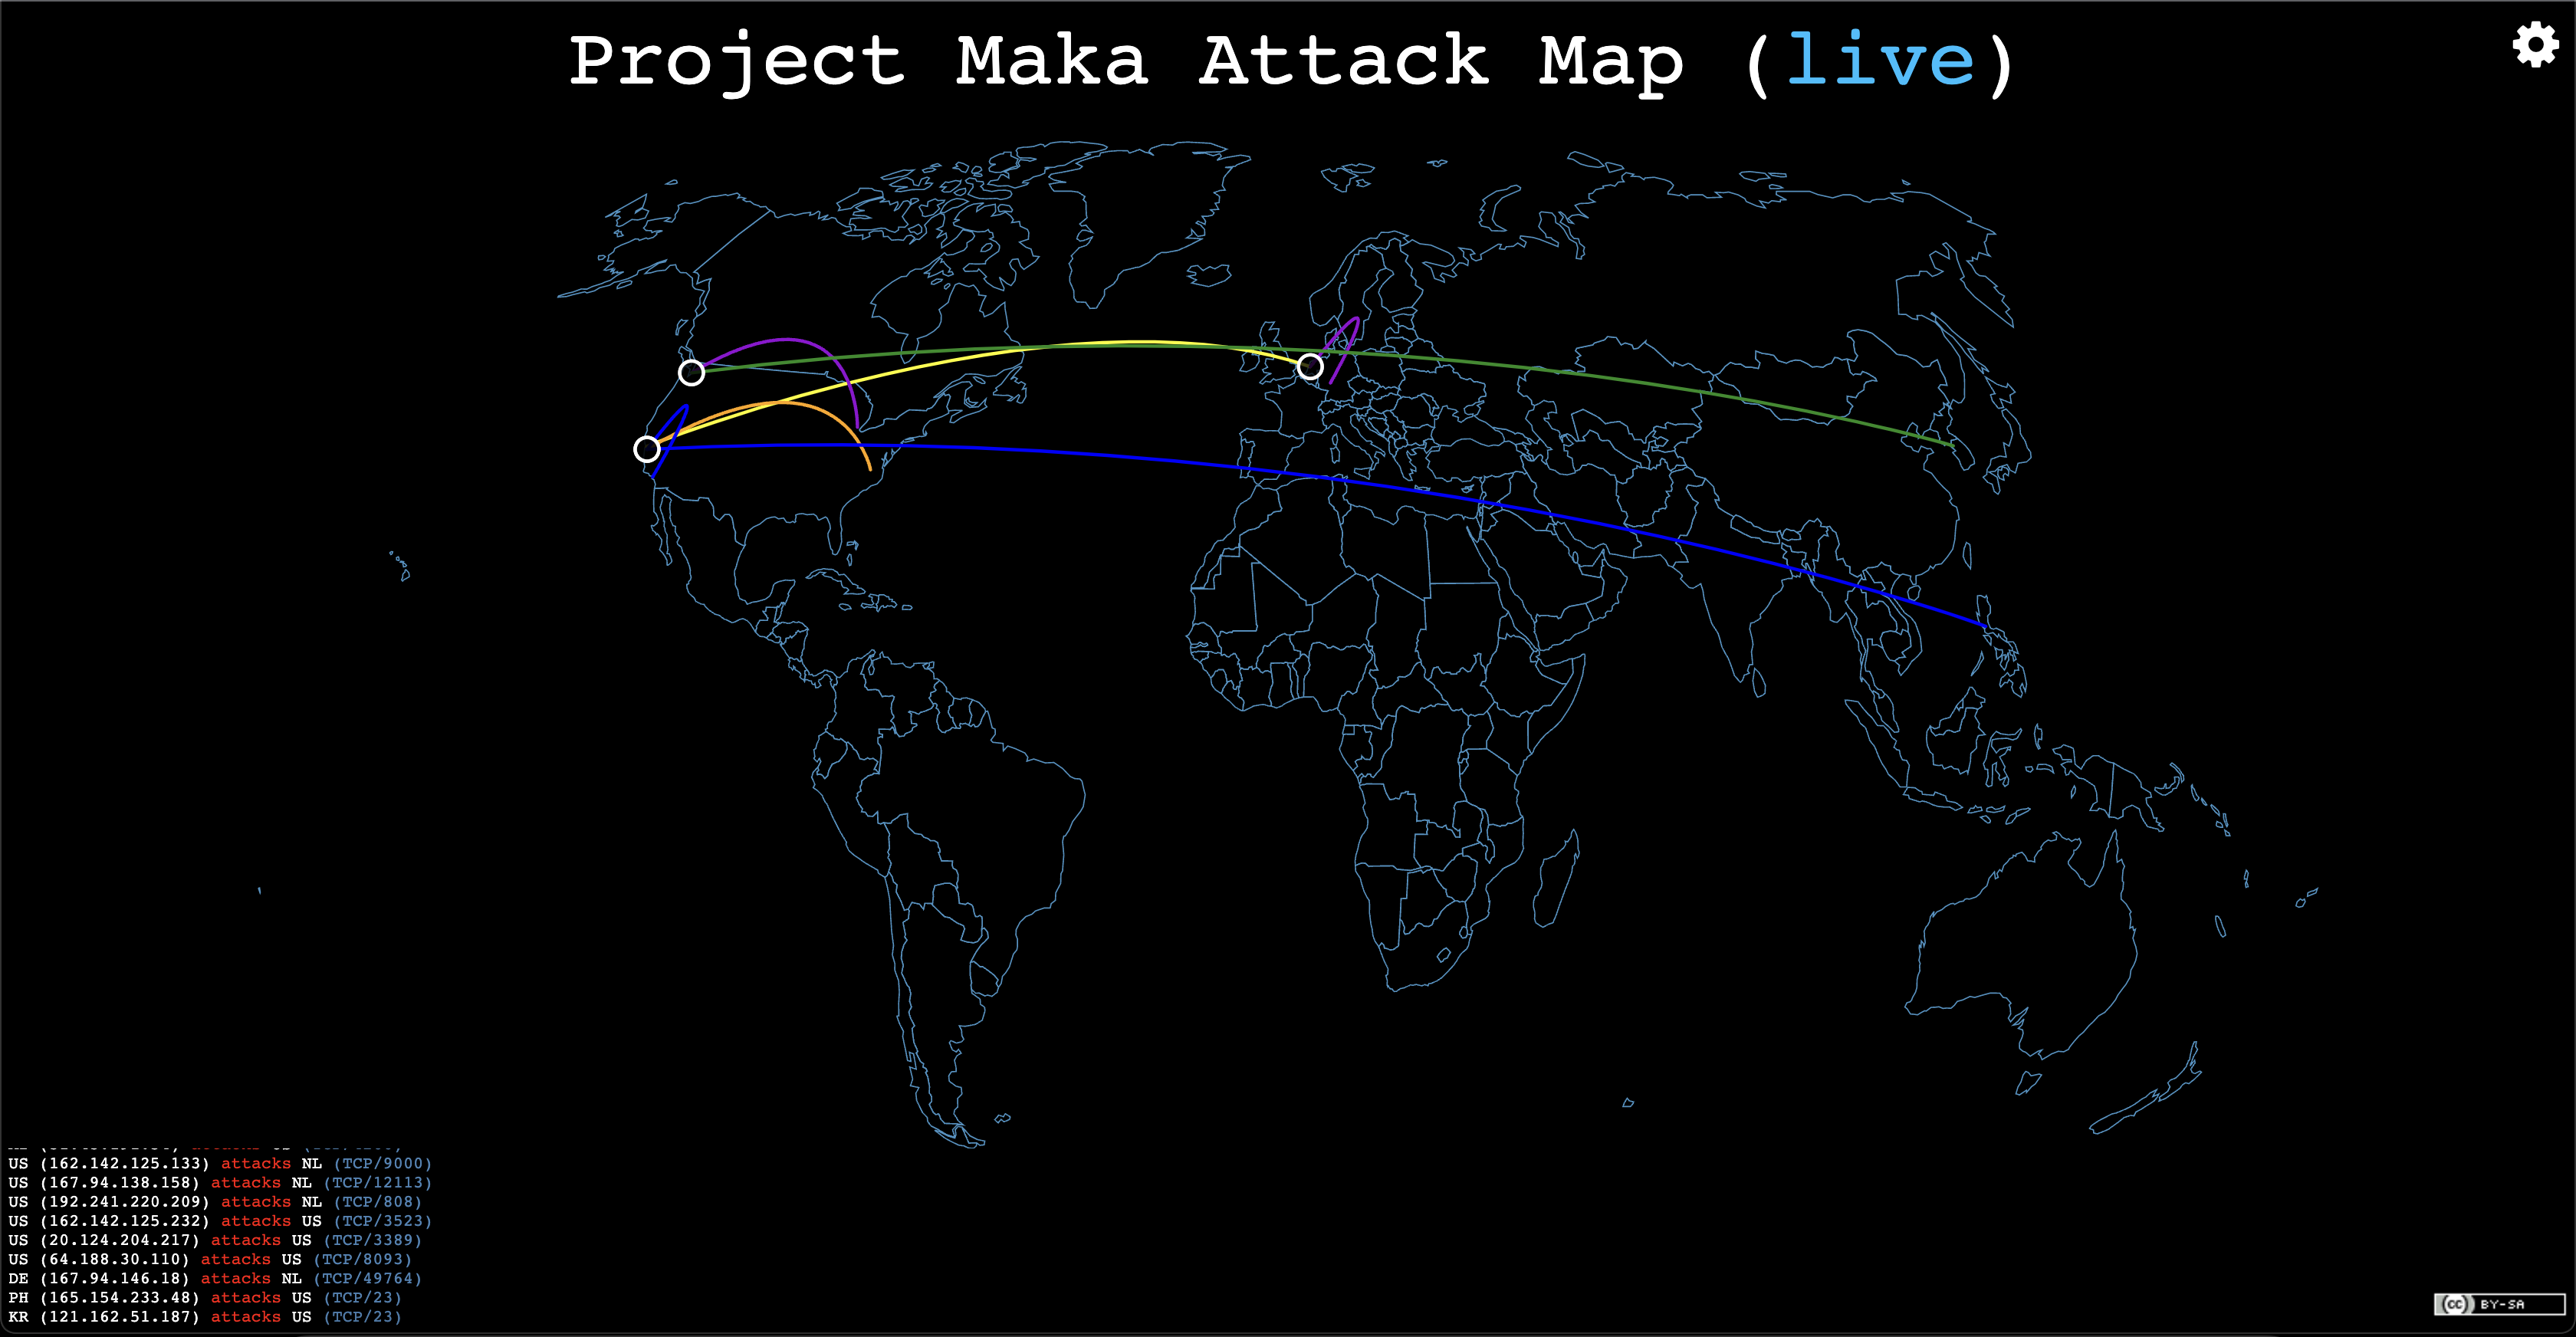 Project Maka Attack Map (live)
US (162.142.125.133) attacks NL (TCP/9000)
US (167.94.138.158) attacks NL (TCP/12113)
US (192.241.220.209) attacks NL (TCP/808)
US (162.142.125.232) attacks US (TCP/3523)
US (20.124.204.217) attacks US (TCP/3389)
US (64.188.30.110) attacks US (TCP/8093)
DE (167.94.146.18) attacks NL (TCP/49764)
PH (165.154.233.48) attacks US (TCP/23)
KR (121.162.51.187) attacks US (TCP/23)
cc BY-SA